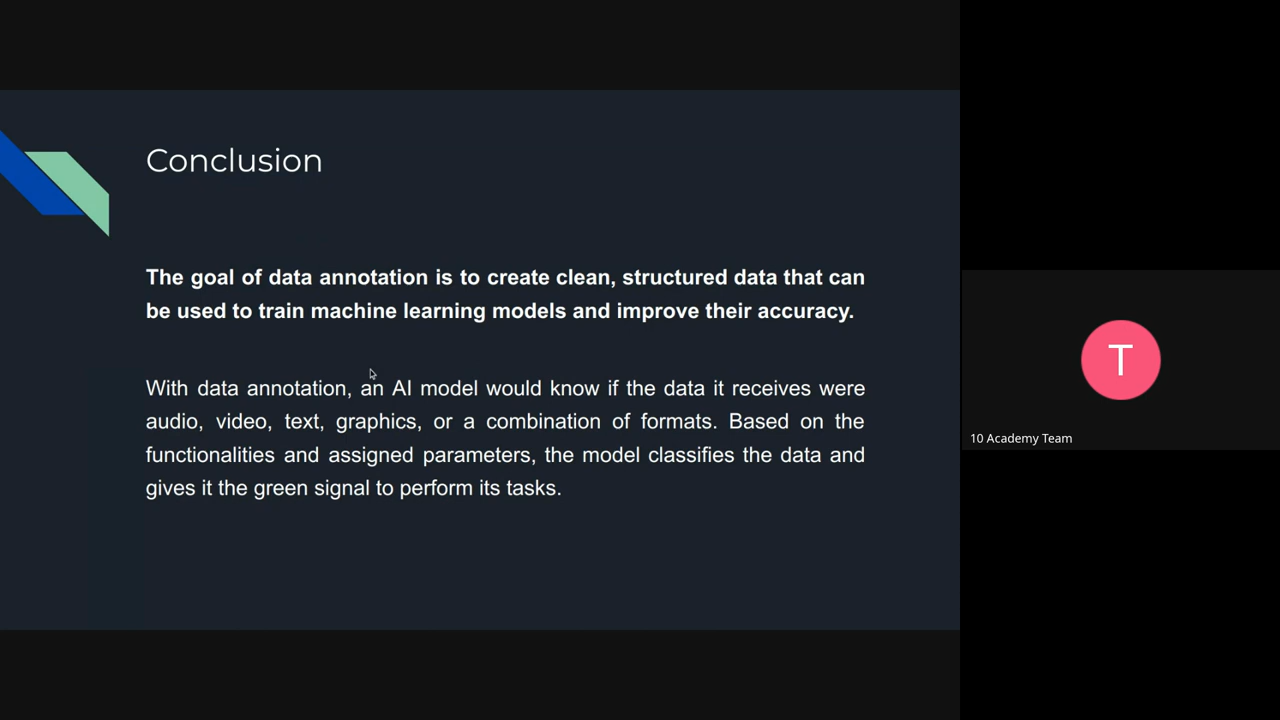 Conclusion
The goal of data annotation is to create clean, structured data that can
be used to train machine learning models and improve their accuracy.
With data annotation, an AI model would know if the data it receives were
audio, video, text, graphics, or a combination of formats. Based on the
functionalities and assigned parameters, the model classifies the data and
gives it the green signal to perform its tasks.
T
10 Academy Team